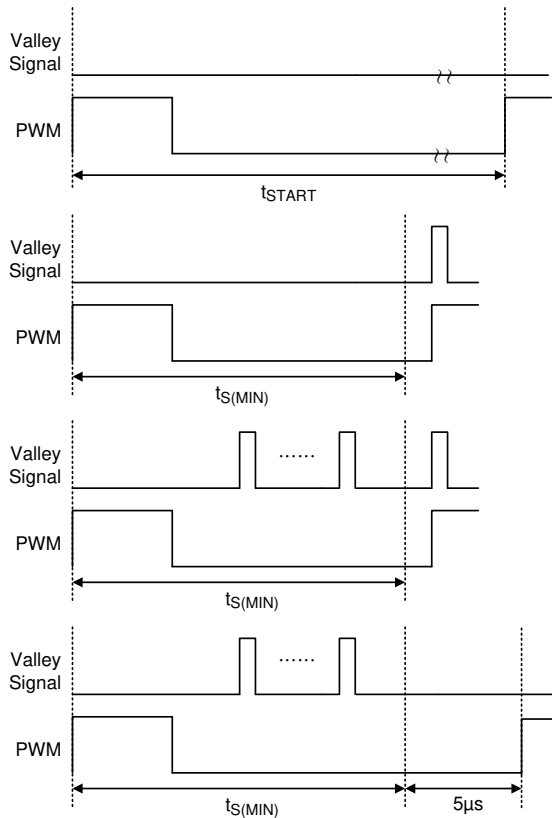 Valley
Signal
PWM
tSTART
Valley
Signal
PWM
tS(MIN)
Valley
Signal
......
PWM
tS(MIN)
Valley
Signal
......
PWM
tS(MIN)
5µs